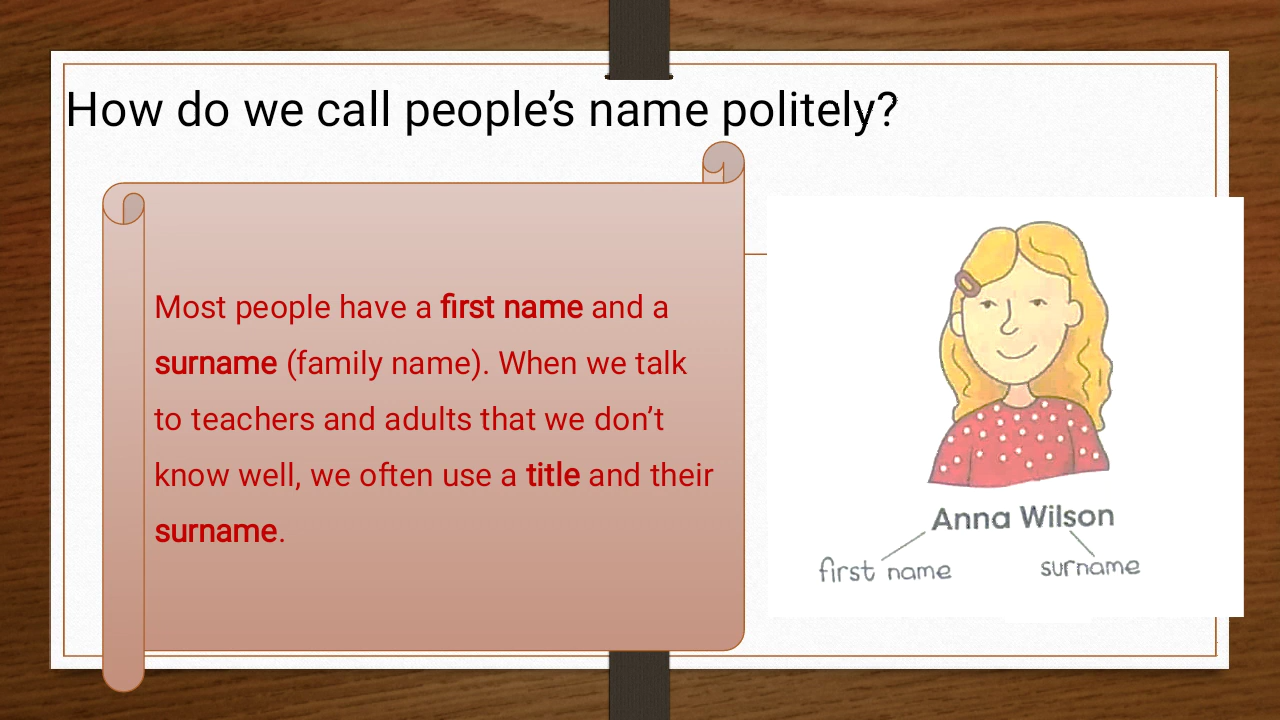 How do we call people’s name politely?
Most people have a first name and a
surname (family name). When we talk
to teachers and adults that we don’t
know well, we often use a title and their
surname.
Anna Wilson
first name surname